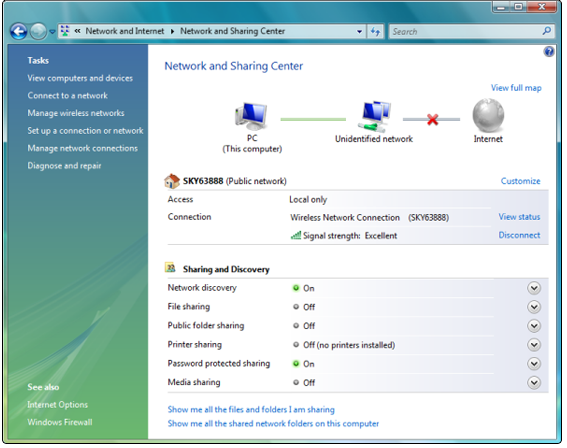 « Network and Internet ▸ Network and Sharing Center
Search
Tasks
View computers and devices
Connect to a network
Manage wireless networks
Set up a connection or network
Manage network connections
Diagnose and repair
Network and Sharing Center
View full map
PC
(This computer)
Unidentified network
Internet
SKY63888 (Public network) Customize
Access Local only
Connection Wireless Network Connection (SKY63888) View status
Signal strength: Excellent Disconnect
Sharing and Discovery
Network discovery On
File sharing Off
Public folder sharing Off
Printer sharing Off (no printers installed)
Password protected sharing On
Media sharing Off
Show me all the files and folders I am sharing
Show me all the shared network folders on this computer
See also
Internet Options
Windows Firewall